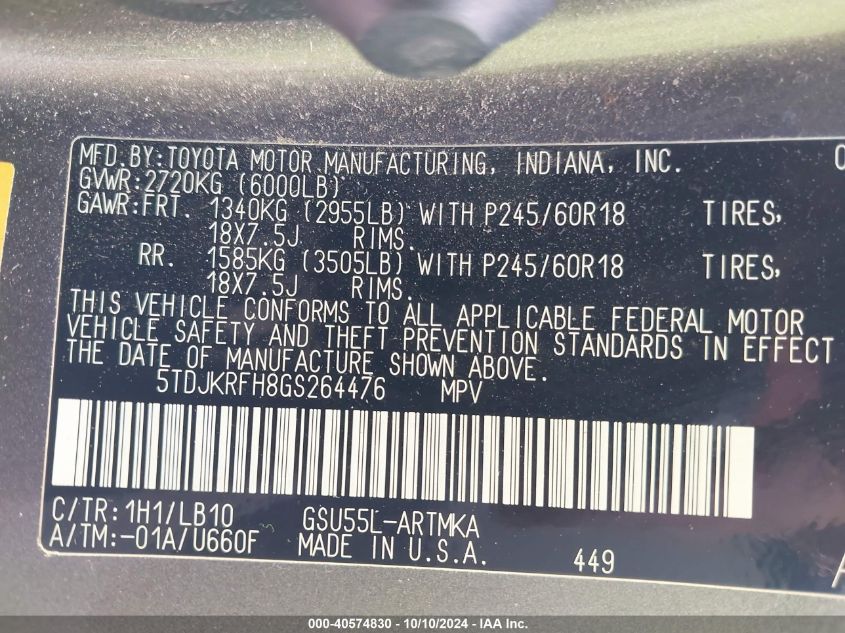 MFD.BY:TOYOTA MOTOR MANUFACTURING, INDIANA, INC. 0
GVWR:2720KG (6000LB)
GAWR:FRT. 1340KG (2955LB) WITH P245/60R18 TIRES,
18X7.5J RIMS.
RR. 1585KG (3505LB) WITH P245/60R18 TIRES,
18X7.5J RIMS.
THIS VEHICLE CONFORMS TO ALL APPLICABLE FEDERAL MOTOR
VEHICLE SAFETY AND THEFT PREVENTION STANDARDS IN EFFECT
THE DATE OF MANUFACTURE SHOWN ABOVE.
5TDJKRFH8GS264476 MPV
C/TR:1H1/LB10 GSU55L-ARTMKA
A/TM:-01A/U660F MADE IN U.S.A. 449 A
000-40574830 - 10/10/2024 - IAA Inc.